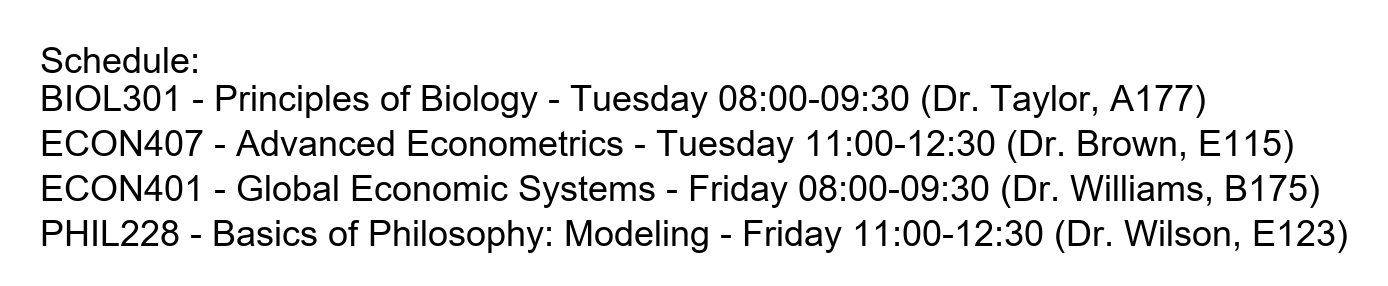 Schedule:
BIOL301 - Principles of Biology - Tuesday 08:00-09:30 (Dr. Taylor, A177)
ECON407 - Advanced Econometrics - Tuesday 11:00-12:30 (Dr. Brown, E115)
ECON401 - Global Economic Systems - Friday 08:00-09:30 (Dr. Williams, B175)
PHIL228 - Basics of Philosophy: Modeling - Friday 11:00-12:30 (Dr. Wilson, E123)